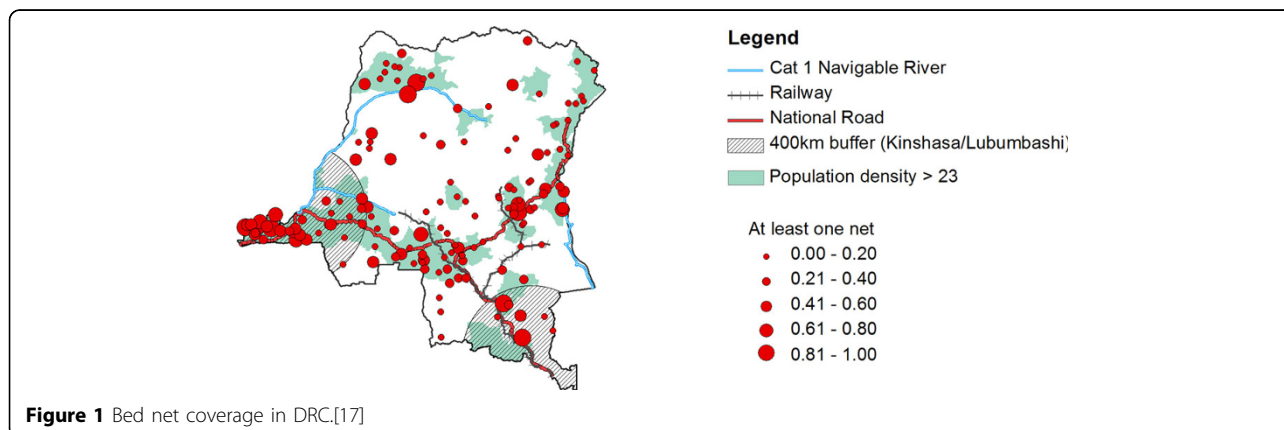 Legend
Cat 1 Navigable River
Railway
National Road
400km buffer (Kinshasa/Lubumbashi)
Population density > 23
At least one net
0.00 - 0.20
0.21 - 0.40
0.41 - 0.60
0.61 - 0.80
0.81 - 1.00
Figure 1 Bed net coverage in DRC.[17]